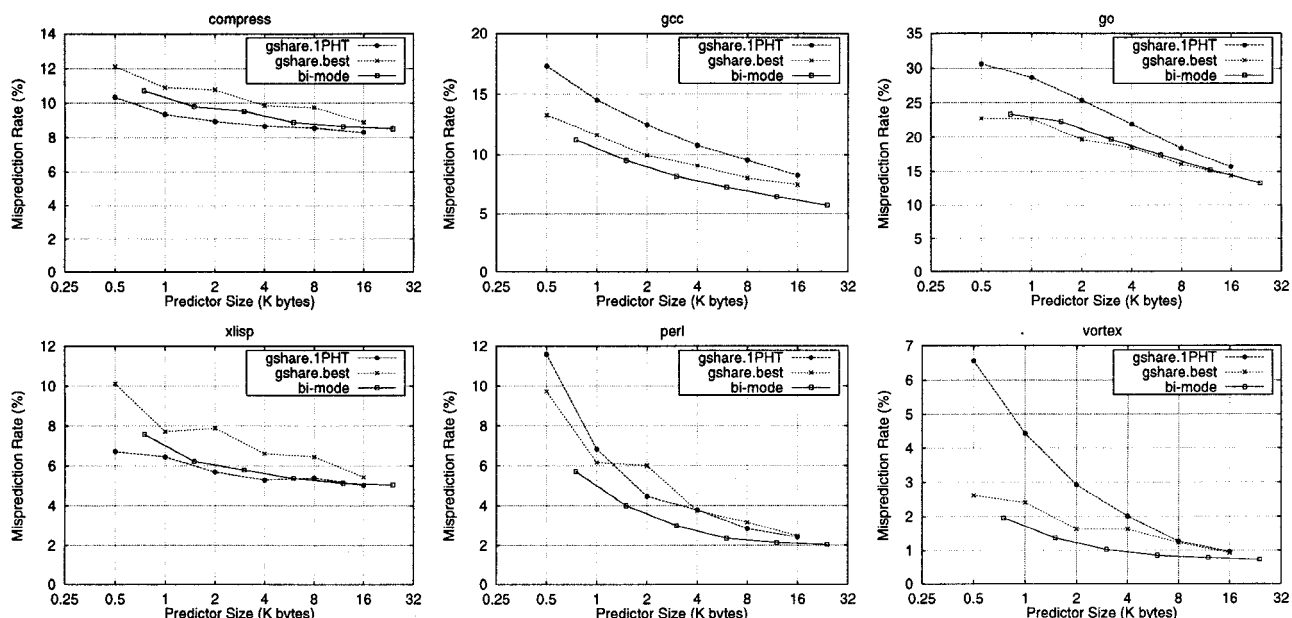 compress
14
12
10
8
6
4
2
0
Misprediction Rate (%)
gshare.1PHT
gshare.best
bi-mode
0.25 0.5 1 2 4 8 16 32
Predictor Size (K bytes)
gcc
20
15
10
5
0
Misprediction Rate (%)
gshare.1PHT
gshare.best
bi-mode
0.25 0.5 1 2 4 8 16 32
Predictor Size (K bytes)
go
35
30
25
20
15
10
5
0
Misprediction Rate (%)
gshare.1PHT
gshare.best
bi-mode
0.25 0.5 1 2 4 8 16 32
Predictor Size (K bytes)
xlisp
12
10
8
6
4
2
0
Misprediction Rate (%)
gshare.1PHT
gshare.best
bi-mode
0.25 0.5 1 2 4 8 16 32
Predictor Size (K bytes)
perl
12
10
8
6
4
2
0
Misprediction Rate (%)
gshare.1PHT
gshare.best
bi-mode
0.25 0.5 1 2 4 8 16 32
Predictor Size (K bytes)
vortex
7
6
5
4
3
2
1
0
Misprediction Rate (%)
gshare.1PHT
gshare.best
bi-mode
0.25 0.5 1 2 4 8 16 32
Predictor Size (K bytes)